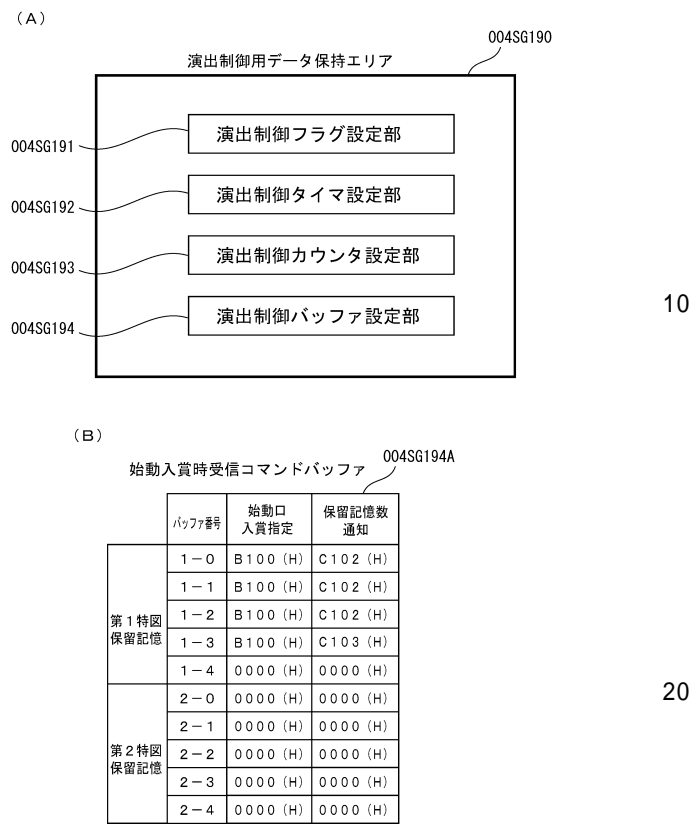 （Ａ）
004SG190
演出制御用データ保持エリア
004SG191
演出制御フラグ設定部
004SG192
演出制御タイマ設定部
004SG193
演出制御カウンタ設定部
10
004SG194
演出制御バッファ設定部
（Ｂ）
004SG194A
始動入賞時受信コマンドバッファ
バッファ番号 始動口入賞指定 保留記憶数通知
第１特図保留記憶
１－０ Ｂ１００（Ｈ） Ｃ１０２（Ｈ）
１－１ Ｂ１００（Ｈ） Ｃ１０２（Ｈ）
１－２ Ｂ１００（Ｈ） Ｃ１０２（Ｈ）
１－３ Ｂ１００（Ｈ） Ｃ１０３（Ｈ）
１－４ ００００（Ｈ） ００００（Ｈ）
20
第２特図保留記憶
２－０ ００００（Ｈ） ００００（Ｈ）
２－１ ００００（Ｈ） ００００（Ｈ）
２－２ ００００（Ｈ） ００００（Ｈ）
２－３ ００００（Ｈ） ００００（Ｈ）
２－４ ００００（Ｈ） ００００（Ｈ）